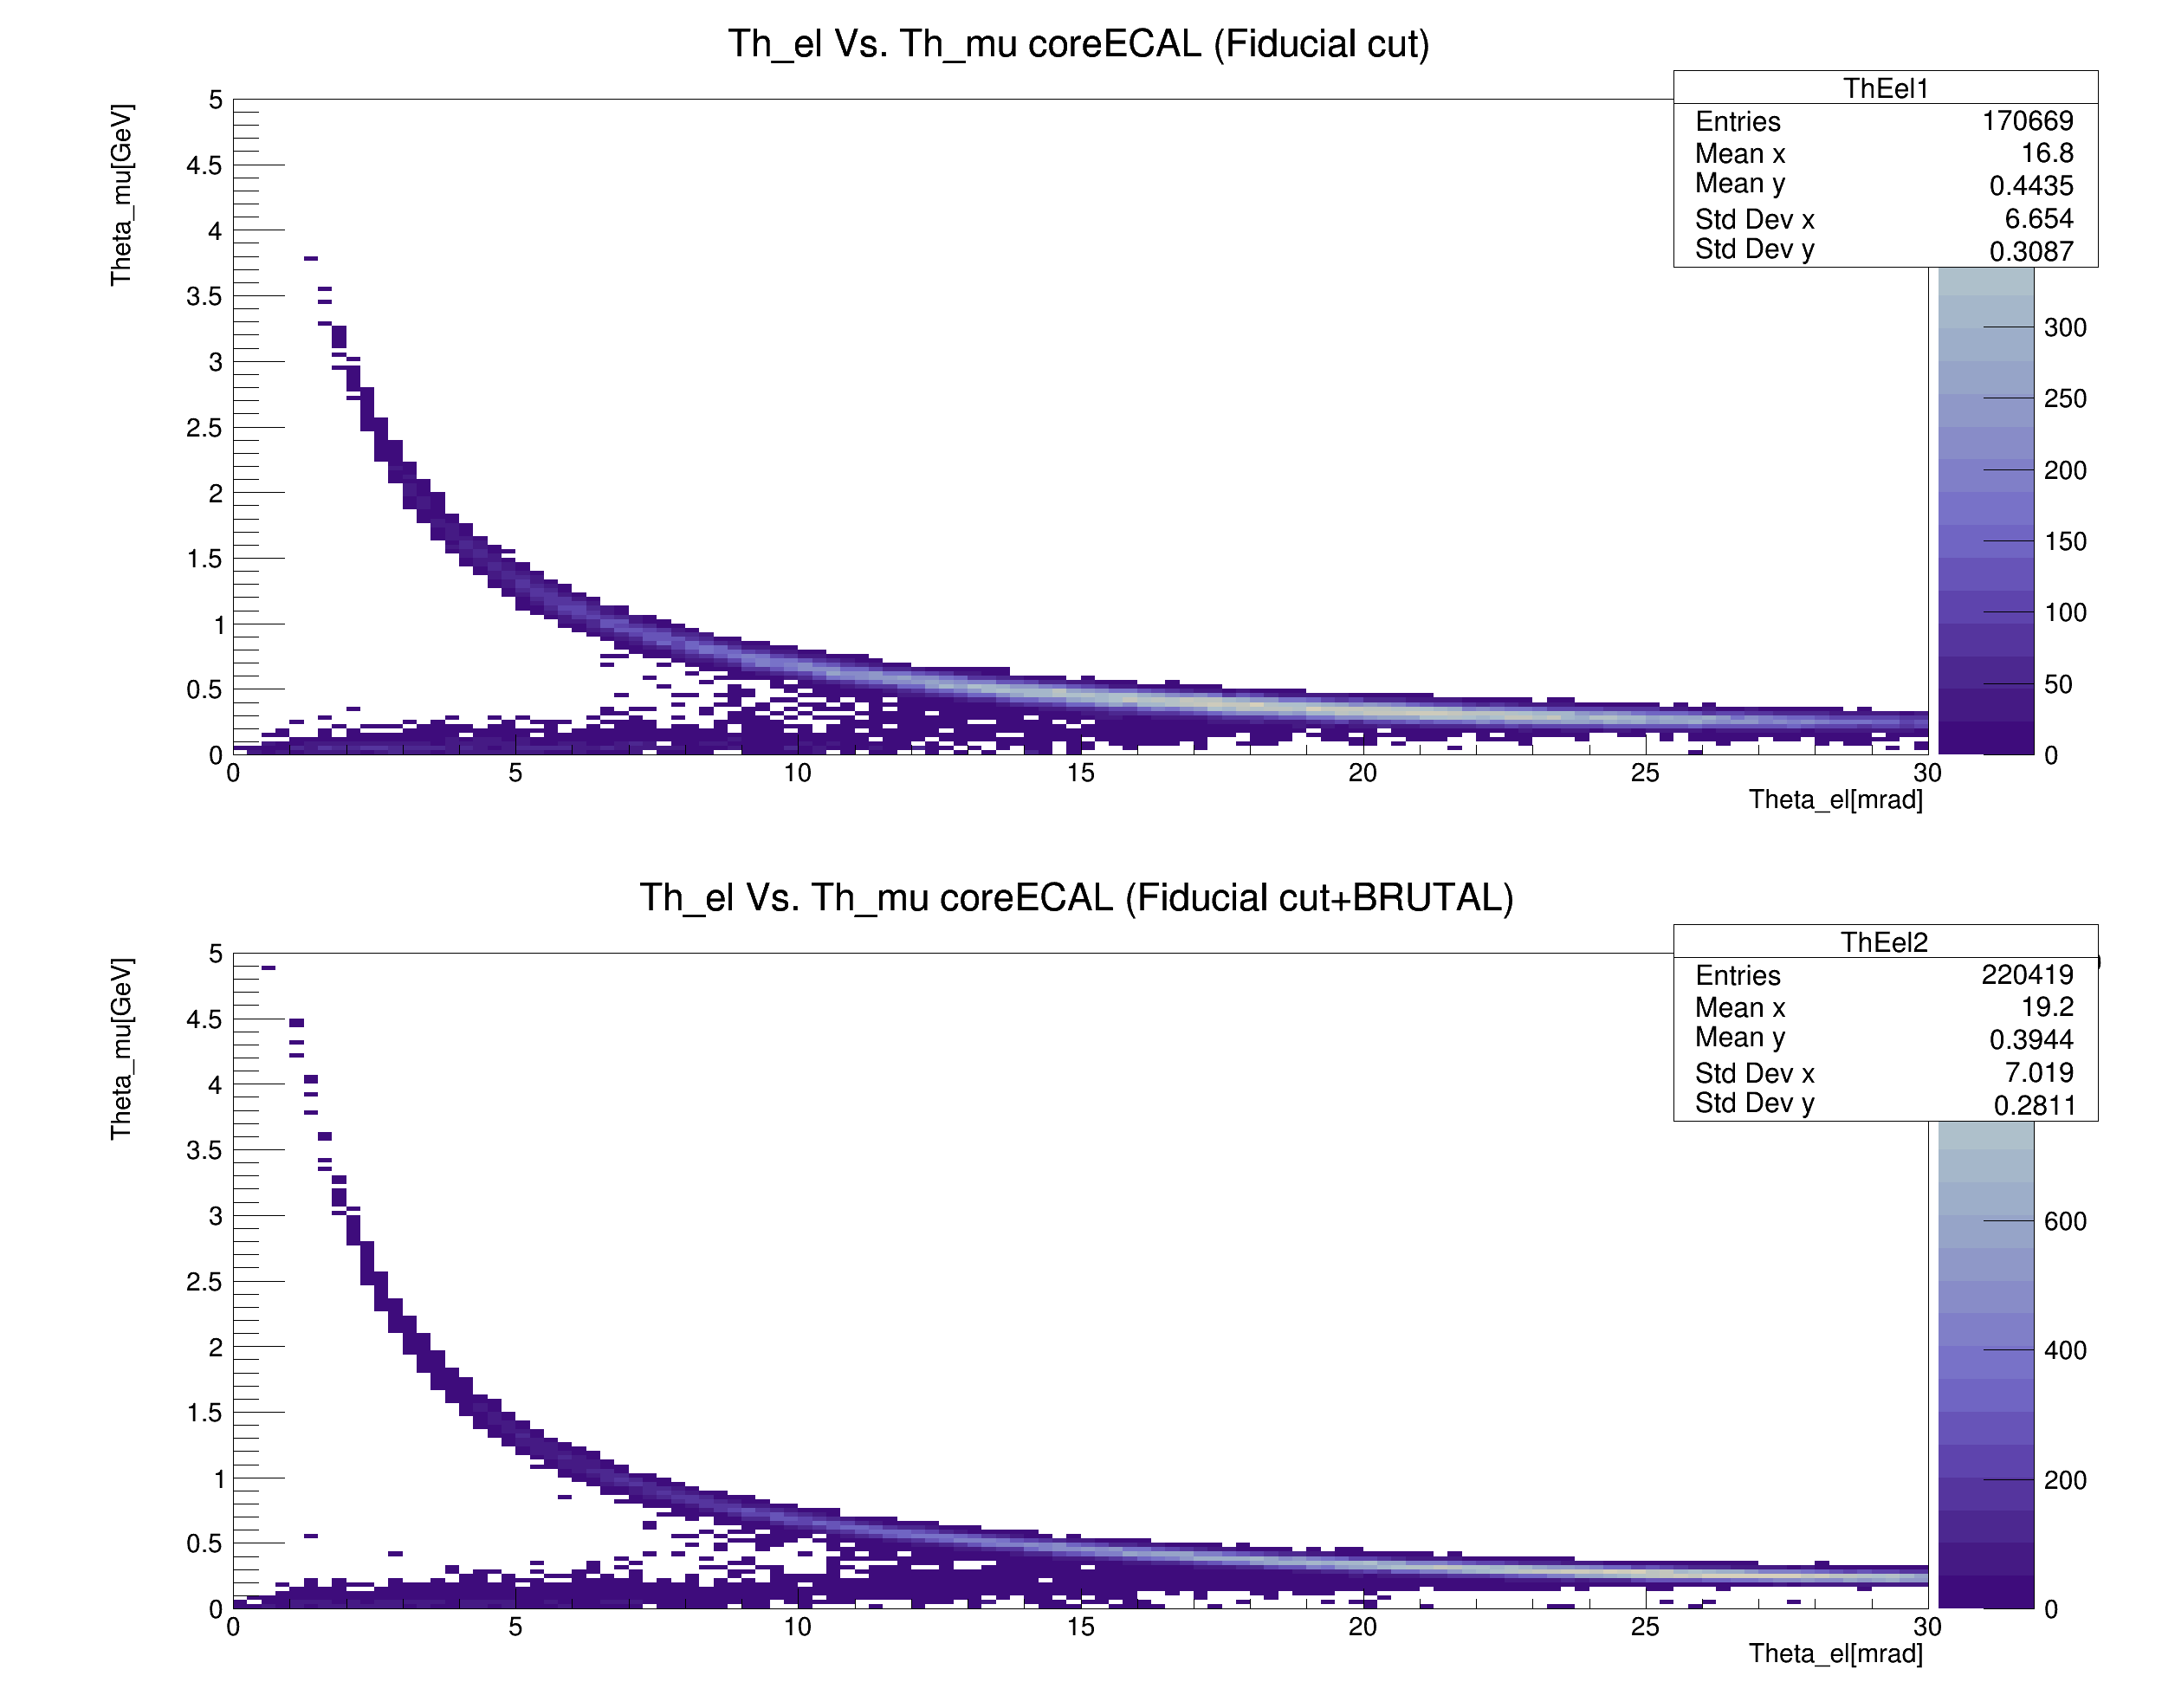 Th_el Vs. Th_mu coreECAL (Fiducial cut)
Theta_mu[GeV]
5
4.5
4
3.5
3
2.5
2
1.5
1
0.5
0
0 5 10 15 20 25 30
Theta_el[mrad]
ThEel1
Entries 170669
Mean x 16.8
Mean y 0.4435
Std Dev x 6.654
Std Dev y 0.3087
300
250
200
150
100
50
0
Th_el Vs. Th_mu coreECAL (Fiducial cut+BRUTAL)
Theta_mu[GeV]
5
4.5
4
3.5
3
2.5
2
1.5
1
0.5
0
0 5 10 15 20 25 30
Theta_el[mrad]
ThEel2
Entries 220419
Mean x 19.2
Mean y 0.3944
Std Dev x 7.019
Std Dev y 0.2811
600
400
200
0